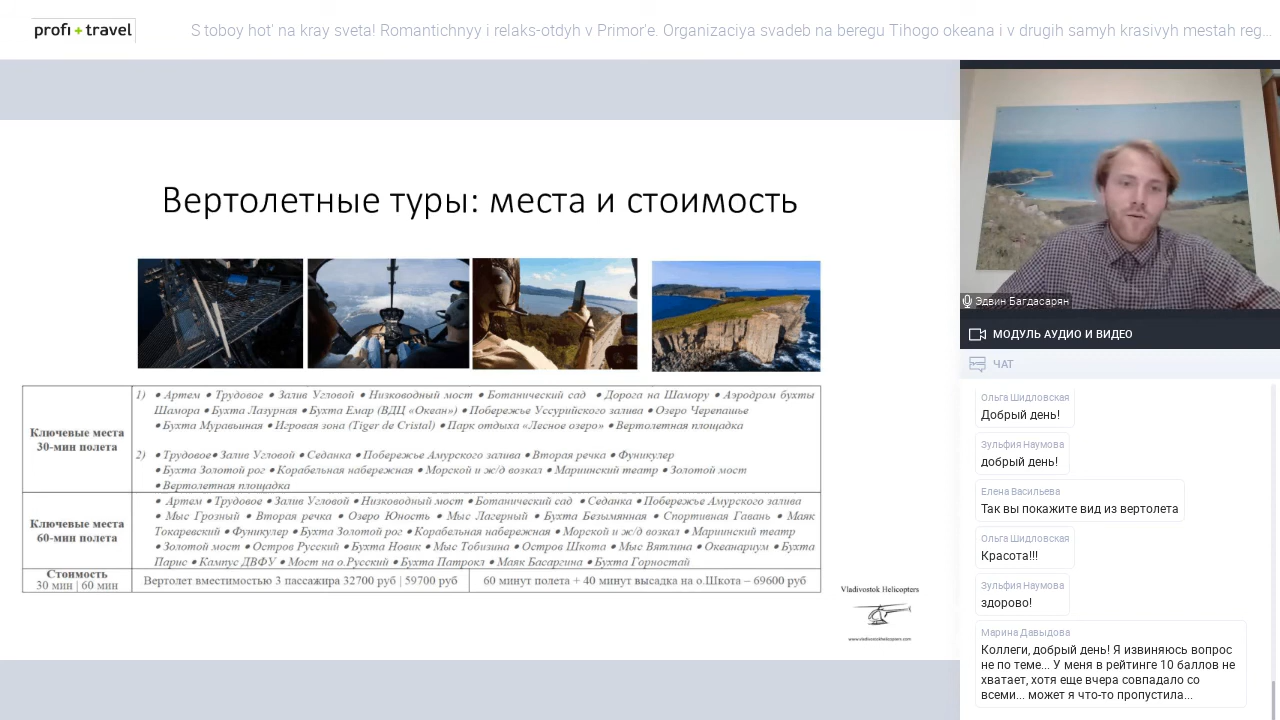 profi + travel
S toboy hot' na kray sveta! Romantichnyy i relaks-otdyh v Primor'e. Organizaciya svadeb na beregu Tihogo okeana i v drugih samyh krasivyh mestah reg...
Вертолетные туры: места и стоимость
Ключевые места
30-мин полета
1) • Артем • Трудовое • Залив Угловой • Низководный мост • Ботанический сад • Дорога на Шамору • Аэродром бухты
Шамора • Бухта Лазурная • Бухта Емар (ВДЦ «Океан») • Побережье Уссурийского залива • Озеро Черепашье
• Бухта Муравьиная • Игровая зона (Tiger de Cristal) • Парк отдыха «Лесное озеро» • Вертолетная площадка
2) • Трудовое• Залив Угловой • Седанка • Побережье Амурского залива • Вторая речка • Фуникулер
• Бухта Золотой рог • Корабельная набережная • Морской и ж/д вокзал • Мариинский театр • Золотой мост
• Вертолетная площадка
Ключевые места
60-мин полета
• Артем • Трудовое • Залив Угловой • Низководный мост • Ботанический сад • Седанка • Побережье Амурского залива
• Мыс Грозный • Вторая речка • Озеро Юность • Мыс Лагерный • Бухта Безымянная • Спортивная Гавань • Маяк
Токаревский • Фуникулер • Бухта Золотой рог • Корабельная набережная • Морской и ж/д вокзал • Мариинский театр
• Золотой мост • Остров Русский • Бухта Новик • Мыс Тобизина • Остров Шкота • Мыс Вятлина • Океанариум • Бухта
Парис • Кампус ДВФУ • Мост на о.Русский • Бухта Патрокл • Маяк Басаргина • Бухта Горностай
Стоимость
30 мин | 60 мин
Вертолет вместимостью 3 пассажира 32700 руб | 59700 руб
60 минут полета + 40 минут высадка на о.Шкота – 69600 руб
Vladivostok Helicopters
www.vladivostokhelicopters.com
Эдвин Багдасарян
МОДУЛЬ АУДИО И ВИДЕО
ЧАТ
Ольга Шидловская
Добрый день!
Зульфия Наумова
добрый день!
Елена Васильева
Так вы покажите вид из вертолета
Ольга Шидловская
Красота!!!
Зульфия Наумова
здорово!
Марина Давыдова
Коллеги, добрый день! Я извиняюсь вопрос
не по теме... У меня в рейтинге 10 баллов не
хватает, хотя еще вчера совпадало со
всеми... может я что-то пропустила...